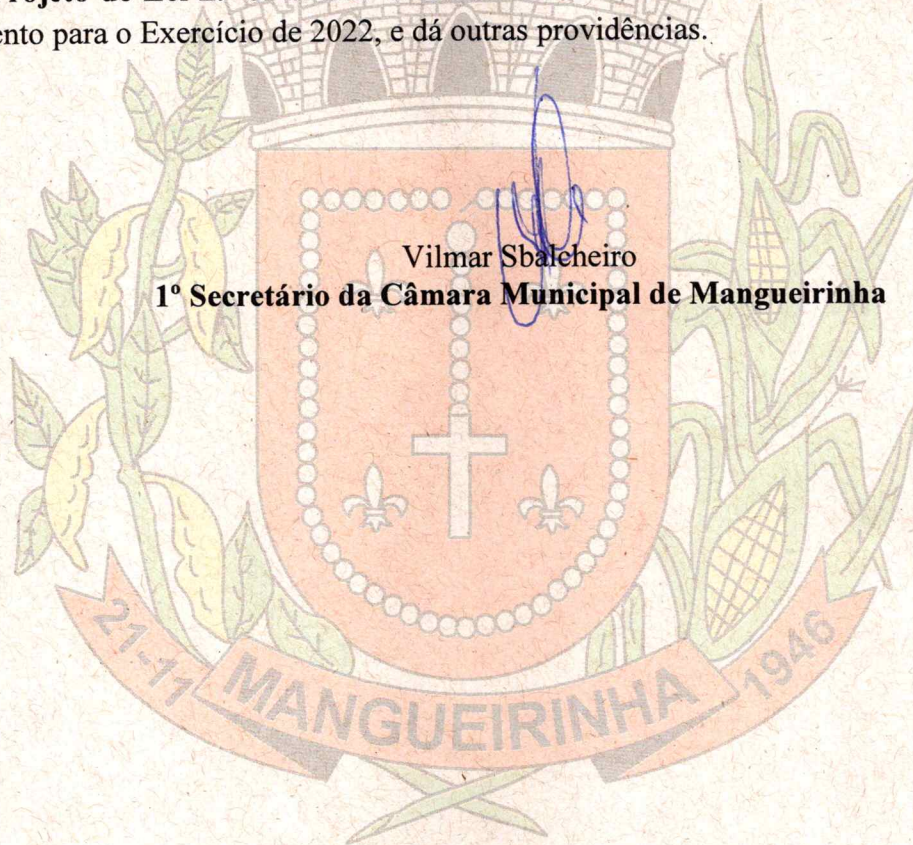 ento para o Exercício de 2022, e dá outras providências.
Vilmar Sbalcheiro
1º Secretário da Câmara Municipal de Mangueirinha
21-11 MANGUEIRINHA 1946